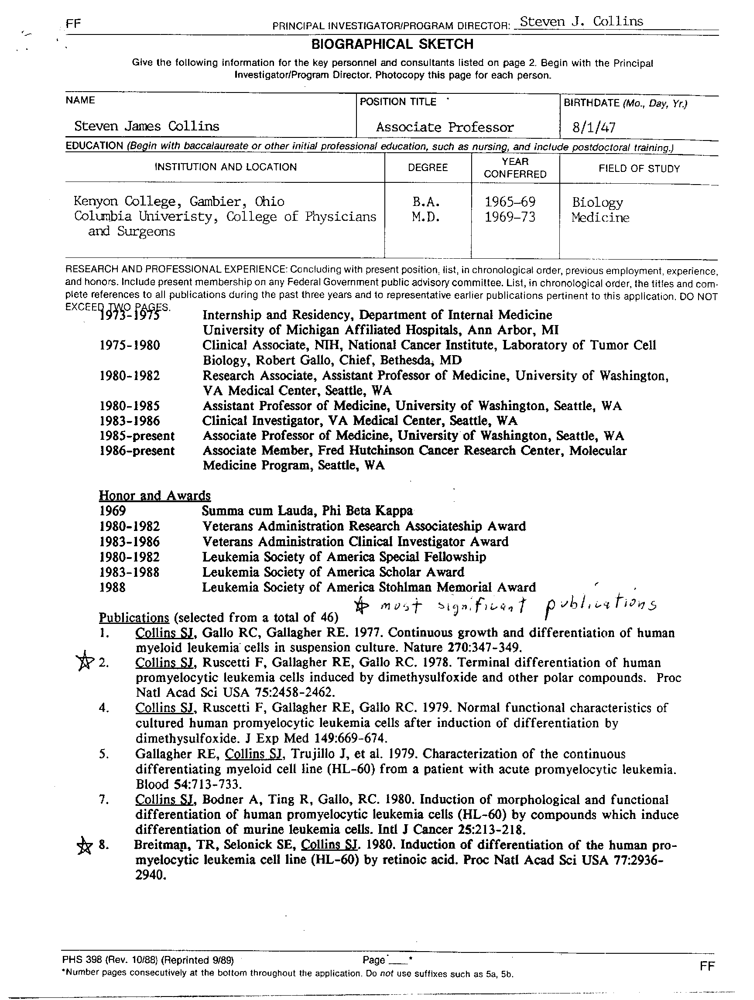 FF
PRINCIPAL INVESTIGATOR/PROGRAM DIRECTOR: Steven J. Collins
BIOGRAPHICAL SKETCH
Give the following information for the key personnel and consultants listed on page 2. Begin with the Principal
Investigator/Program Director. Photocopy this page for each person.
NAME POSITION TITLE BIRTHDATE (Mo., Day, Yr.)
Steven James Collins Associate Professor 8/1/47
EDUCATION (Begin with baccalaureate or other initial professional education, such as nursing, and include postdoctoral training.)
INSTITUTION AND LOCATION DEGREE YEAR CONFERRED FIELD OF STUDY
Kenyon College, Gambier, Ohio B.A. 1965-69 Biology
Columbia Univeristy, College of Physicians M.D. 1969-73 Medicine
and Surgeons
RESEARCH AND PROFESSIONAL EXPERIENCE: Concluding with present position, list, in chronological order, previous employment, experience,
and honors. Include present membership on any Federal Government public advisory committee. List, in chronological order, the titles and com-
plete references to all publications during the past three years and to representative earlier publications pertinent to this application. DO NOT
EXCEED TWO PAGES.
1973-1975 Internship and Residency, Department of Internal Medicine
University of Michigan Affiliated Hospitals, Ann Arbor, MI
1975-1980 Clinical Associate, NIH, National Cancer Institute, Laboratory of Tumor Cell
Biology, Robert Gallo, Chief, Bethesda, MD
1980-1982 Research Associate, Assistant Professor of Medicine, University of Washington,
VA Medical Center, Seattle, WA
1980-1985 Assistant Professor of Medicine, University of Washington, Seattle, WA
1983-1986 Clinical Investigator, VA Medical Center, Seattle, WA
1985-present Associate Professor of Medicine, University of Washington, Seattle, WA
1986-present Associate Member, Fred Hutchinson Cancer Research Center, Molecular
Medicine Program, Seattle, WA
Honor and Awards
1969 Summa cum Lauda, Phi Beta Kappa
1980-1982 Veterans Administration Research Associateship Award
1983-1986 Veterans Administration Clinical Investigator Award
1980-1982 Leukemia Society of America Special Fellowship
1983-1988 Leukemia Society of America Scholar Award
1988 Leukemia Society of America Stohlman Memorial Award
☆ most significant publications
Publications (selected from a total of 46)
1. Collins SJ, Gallo RC, Gallagher RE. 1977. Continuous growth and differentiation of human
myeloid leukemia cells in suspension culture. Nature 270:347-349.
☆ 2. Collins SJ, Ruscetti F, Gallagher RE, Gallo RC. 1978. Terminal differentiation of human
promyelocytic leukemia cells induced by dimethysulfoxide and other polar compounds. Proc
Natl Acad Sci USA 75:2458-2462.
4. Collins SJ, Ruscetti F, Gallagher RE, Gallo RC. 1979. Normal functional characteristics of
cultured human promyelocytic leukemia cells after induction of differentiation by
dimethysulfoxide. J Exp Med 149:669-674.
5. Gallagher RE, Collins SJ, Trujillo J, et al. 1979. Characterization of the continuous
differentiating myeloid cell line (HL-60) from a patient with acute promyelocytic leukemia.
Blood 54:713-733.
7. Collins SJ, Bodner A, Ting R, Gallo, RC. 1980. Induction of morphological and functional
differentiation of human promyelocytic leukemia cells (HL-60) by compounds which induce
differentiation of murine leukemia cells. Intl J Cancer 25:213-218.
☆ 8. Breitman, TR, Selonick SE, Collins SJ. 1980. Induction of differentiation of the human pro-
myelocytic leukemia cell line (HL-60) by retinoic acid. Proc Natl Acad Sci USA 77:2936-
2940.
PHS 398 (Rev. 10/88) (Reprinted 9/89) Page ___*
*Number pages consecutively at the bottom throughout the application. Do not use suffixes such as 5a, 5b.
FF